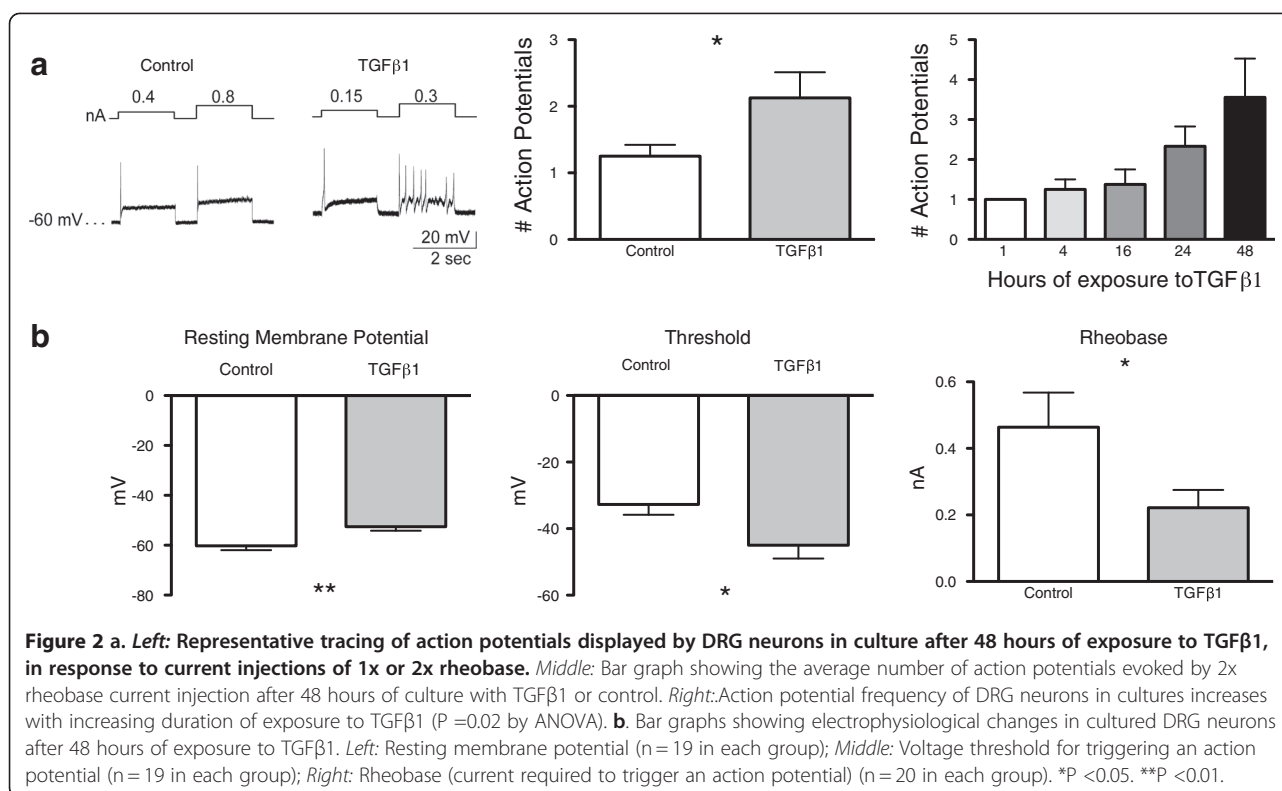 a
Control
TGFβ1
0.4 0.8
0.15 0.3
nA
-60 mV . . .
20 mV
2 sec
# Action Potentials
3
2
1
0
*
Control TGFβ1
# Action Potentials
5
4
3
2
1
0
1 4 16 24 48
Hours of exposure toTGFβ1
b
Resting Membrane Potential
Control TGFβ1
mV
0
-20
-40
-60
-80
**
Threshold
Control TGFβ1
mV
0
-20
-40
-60
*
Rheobase
*
nA
0.6
0.4
0.2
0.0
Control TGFβ1
Figure 2 a. Left: Representative tracing of action potentials displayed by DRG neurons in culture after 48 hours of exposure to TGFβ1,
in response to current injections of 1x or 2x rheobase. Middle: Bar graph showing the average number of action potentials evoked by 2x
rheobase current injection after 48 hours of culture with TGFβ1 or control. Right:.Action potential frequency of DRG neurons in cultures increases
with increasing duration of exposure to TGFβ1 (P =0.02 by ANOVA). b. Bar graphs showing electrophysiological changes in cultured DRG neurons
after 48 hours of exposure to TGFβ1. Left: Resting membrane potential (n = 19 in each group); Middle: Voltage threshold for triggering an action
potential (n = 19 in each group); Right: Rheobase (current required to trigger an action potential) (n = 20 in each group). *P <0.05. **P <0.01.